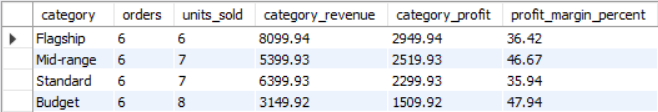 category orders units_sold category_revenue category_profit profit_margin_percent
Flagship 6 6 8099.94 2949.94 36.42
Mid-range 6 7 5399.93 2519.93 46.67
Standard 6 7 6399.93 2299.93 35.94
Budget 6 8 3149.92 1509.92 47.94